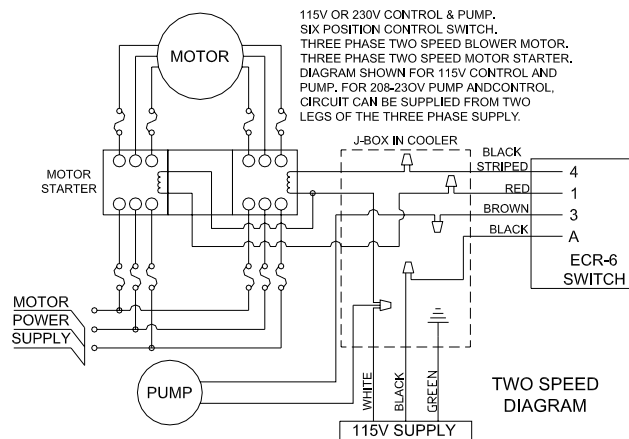 115V OR 230V CONTROL & PUMP.
SIX POSITION CONTROL SWITCH.
THREE PHASE TWO SPEED BLOWER MOTOR.
THREE PHASE TWO SPEED MOTOR STARTER.
DIAGRAM SHOWN FOR 115V CONTROL AND
PUMP. FOR 208-230V PUMP ANDCONTROL,
CIRCUIT CAN BE SUPPLIED FROM TWO
LEGS OF THE THREE PHASE SUPPLY.
MOTOR
J-BOX IN COOLER
BLACK
STRIPED
4
MOTOR
STARTER
RED
1
BROWN
3
BLACK
A
ECR-6
SWITCH
MOTOR
POWER
SUPPLY
PUMP
WHITE
BLACK
GREEN
TWO SPEED
DIAGRAM
115V SUPPLY